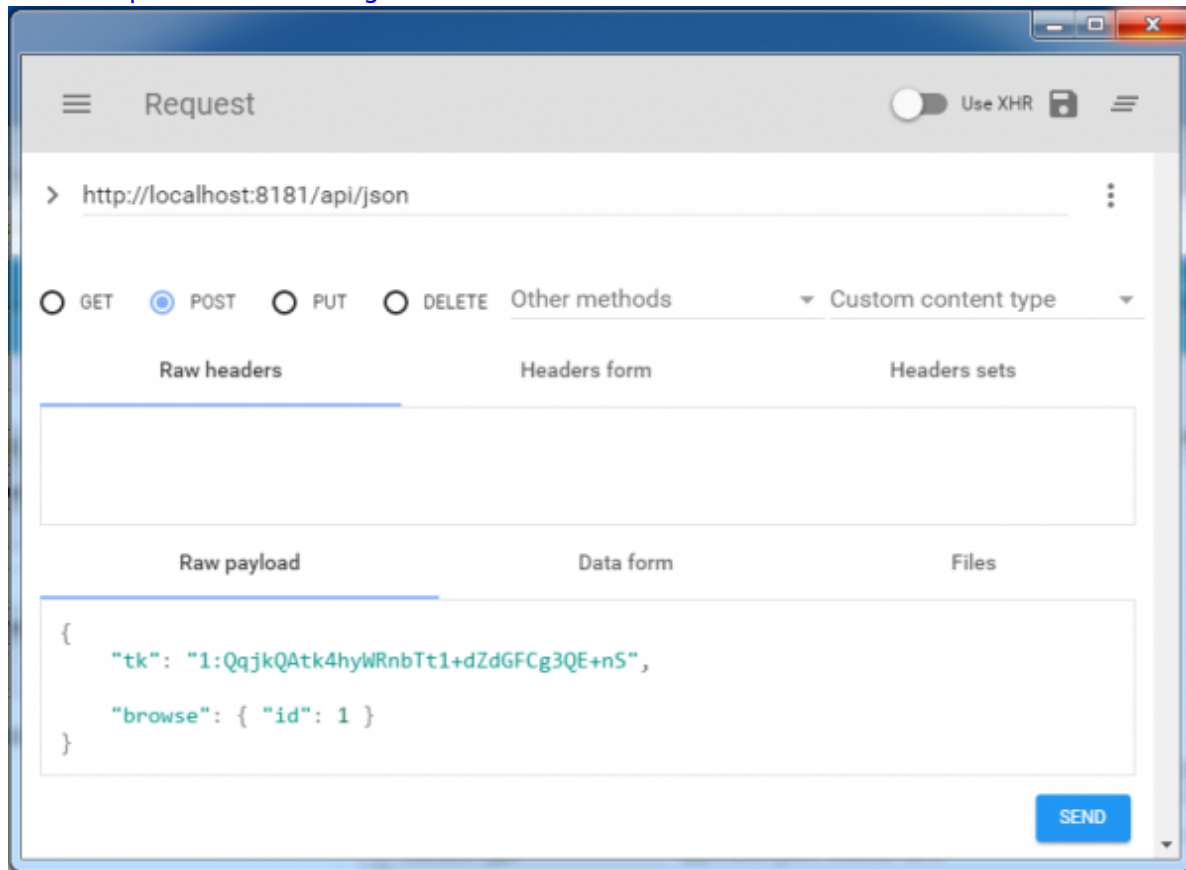 Request
Use XHR
http://localhost:8181/api/json
GET POST PUT DELETE Other methods Custom content type
Raw headers Headers form Headers sets
Raw payload Data form Files
{
"tk": "1:QqjkQAtk4hyWRnbTt1+dZdGFCg3QE+nS",
"browse": { "id": 1 }
}
SEND